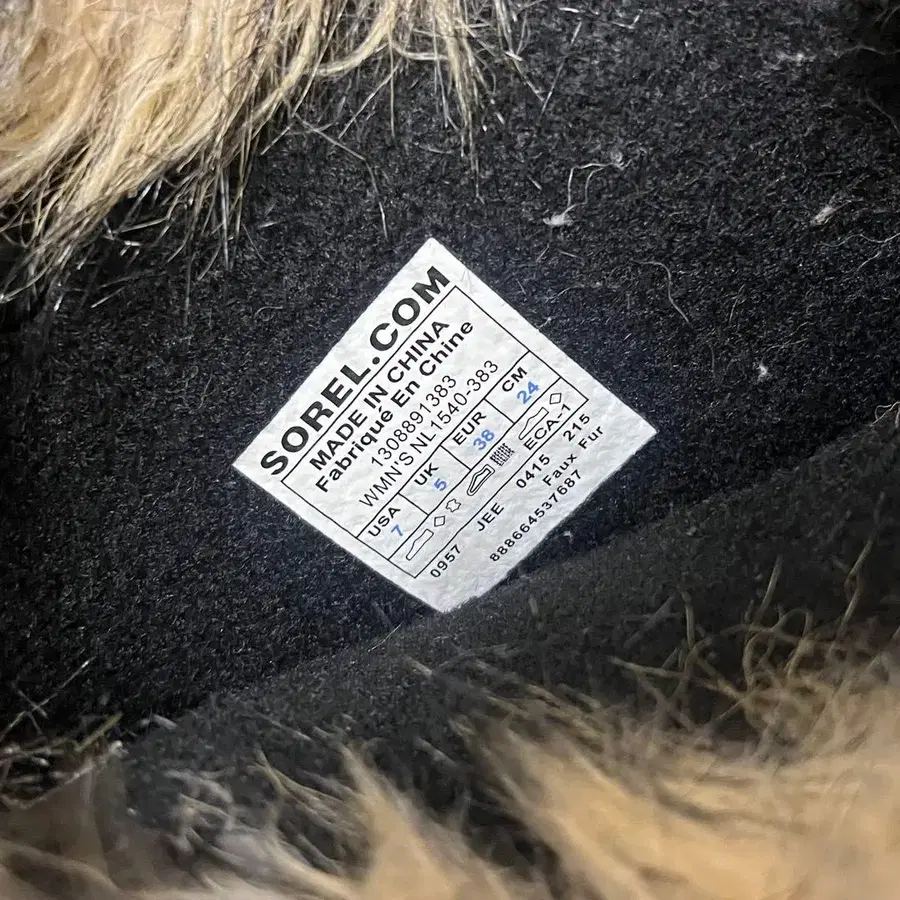 SOREL.COM
MADE IN CHINA
Fabriqué En Chine
1308891383
WMN'S NL1540-383
USA UK EUR CM
7 5 38 24
ECA-1
0957 JEE 0415 215
Faux Fur
888664537687